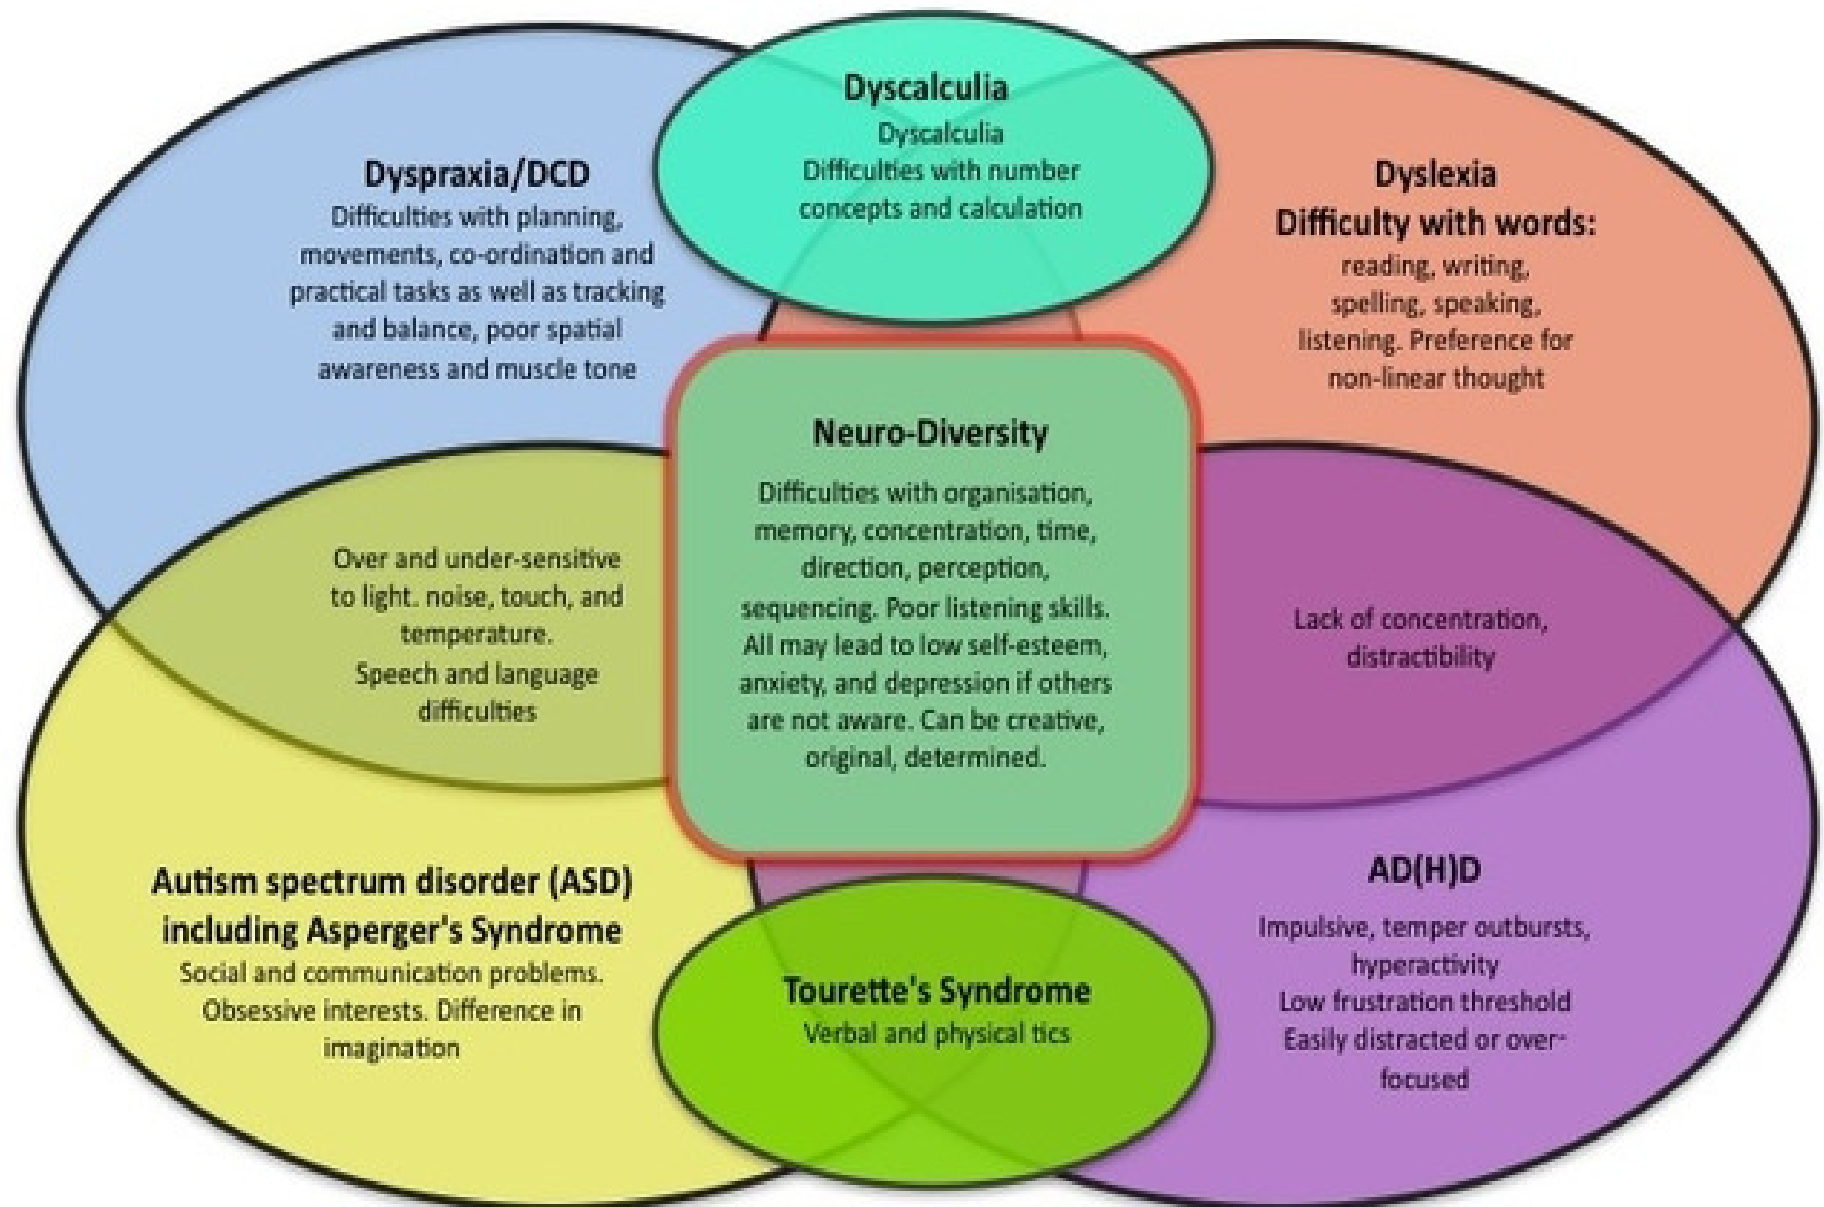 Dyscalculia
Dyscalculia
Difficulties with number
concepts and calculation
Dyspraxia/DCD
Difficulties with planning,
movements, co-ordination and
practical tasks as well as tracking
and balance, poor spatial
awareness and muscle tone
Dyslexia
Difficulty with words:
reading, writing,
spelling, speaking,
listening. Preference for
non-linear thought
Neuro-Diversity
Difficulties with organisation,
memory, concentration, time,
direction, perception,
sequencing. Poor listening skills.
All may lead to low self-esteem,
anxiety, and depression if others
are not aware. Can be creative,
original, determined.
Over and under-sensitive
to light. noise, touch, and
temperature.
Speech and language
difficulties
Lack of concentration,
distractibility
Autism spectrum disorder (ASD)
including Asperger's Syndrome
Social and communication problems.
Obsessive interests. Difference in
imagination
Tourette's Syndrome
Verbal and physical tics
AD(H)D
Impulsive, temper outbursts,
hyperactivity
Low frustration threshold
Easily distracted or over-
focused